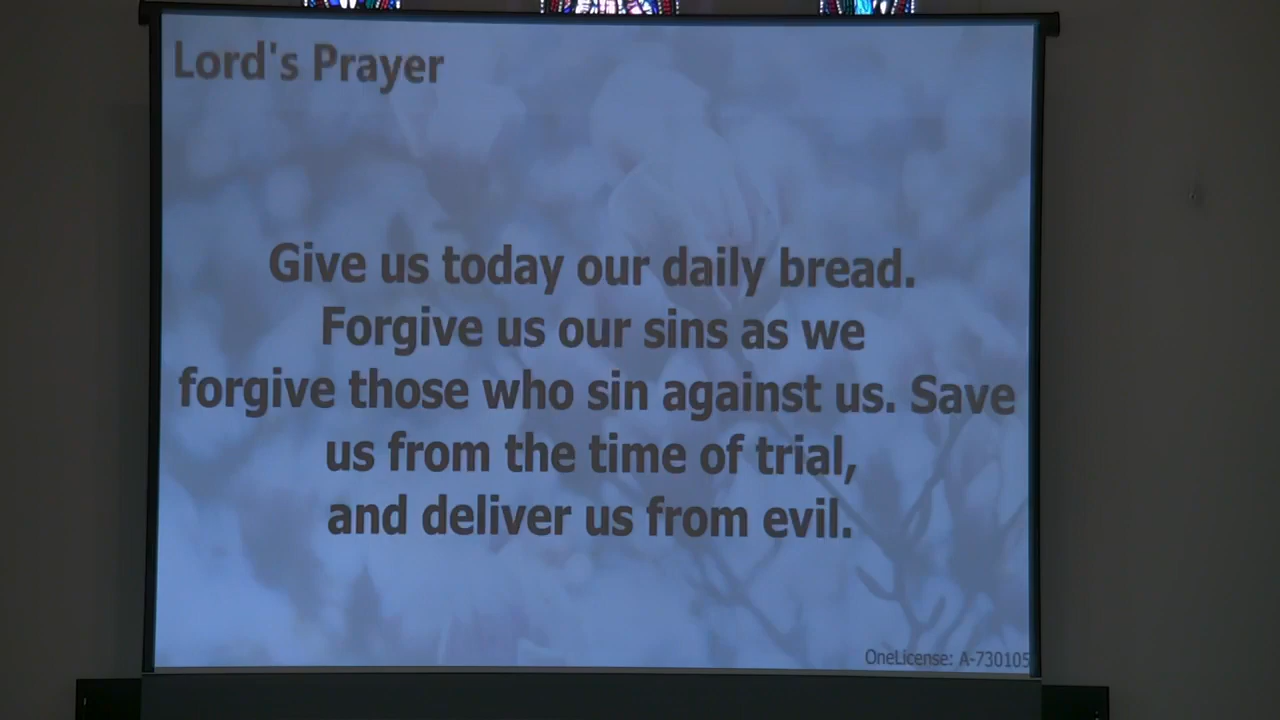 Lord's Prayer
Give us today our daily bread.
Forgive us our sins as we
forgive those who sin against us. Save
us from the time of trial,
and deliver us from evil.
OneLicense: A-730105